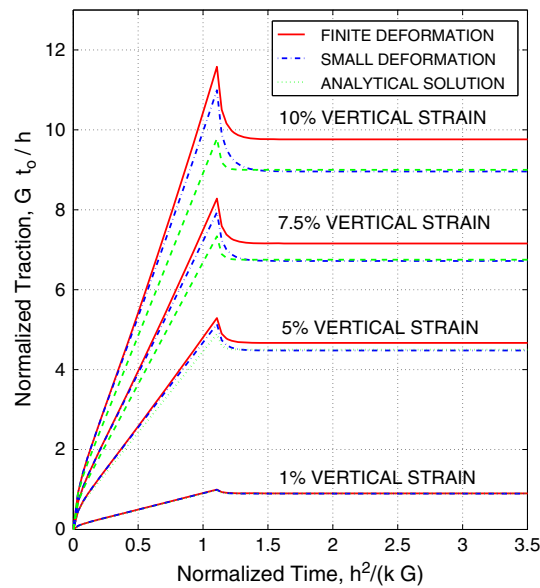 12
10
8
6
4
2
0
Normalized Traction, G t_o / h
FINITE DEFORMATION
SMALL DEFORMATION
ANALYTICAL SOLUTION
10% VERTICAL STRAIN
7.5% VERTICAL STRAIN
5% VERTICAL STRAIN
1% VERTICAL STRAIN
0 0.5 1 1.5 2 2.5 3 3.5
Normalized Time, h²/(k G)